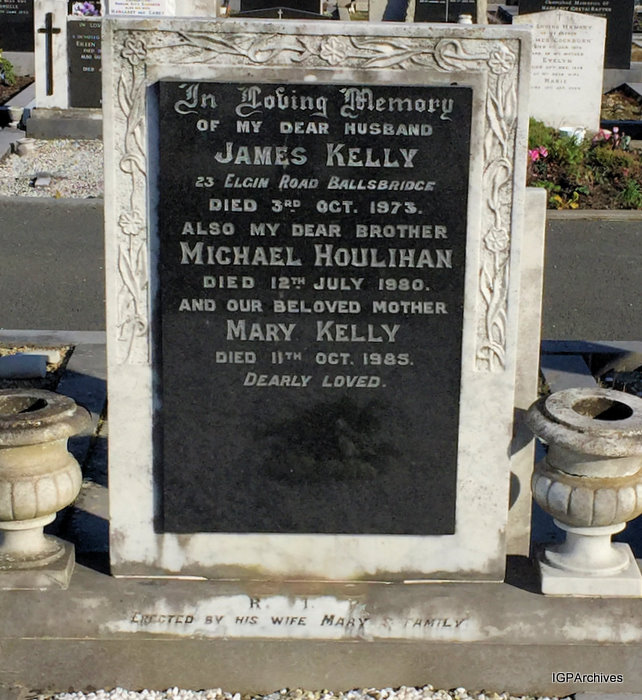 In Loving Memory
OF MY DEAR HUSBAND
JAMES KELLY
23 ELGIN ROAD BALLSBRIDGE
DIED 3RD OCT. 1973.
ALSO MY DEAR BROTHER
MICHAEL HOULIHAN
DIED 12TH JULY 1980.
AND OUR BELOVED MOTHER
MARY KELLY
DIED 11TH OCT. 1985.
DEARLY LOVED.
R. I.
ERECTED BY HIS WIFE MARY & FAMILY
IGPArchives